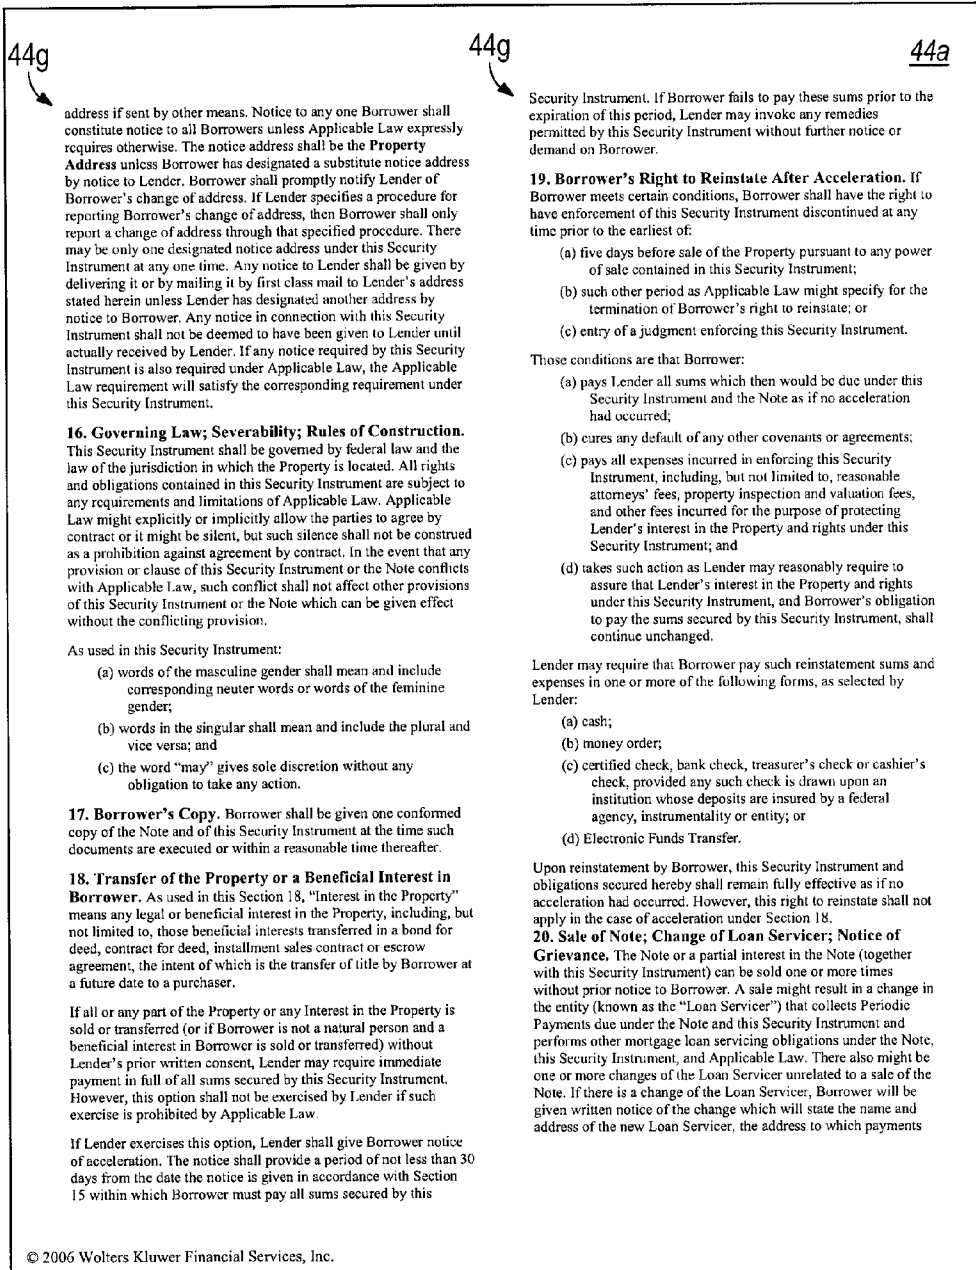 44g
44g
44a
address if sent by other means. Notice to any one Borrower shall
constitute notice to all Borrowers unless Applicable Law expressly
requires otherwise. The notice address shall be the Property
Address unless Borrower has designated a substitute notice address
by notice to Lender. Borrower shall promptly notify Lender of
Borrower's change of address. If Lender specifies a procedure for
reporting Borrower's change of address, then Borrower shall only
report a change of address through that specified procedure. There
may be only one designated notice address under this Security
Instrument at any one time. Any notice to Lender shall be given by
delivering it or by mailing it by first class mail to Lender's address
stated herein unless Lender has designated another address by
notice to Borrower. Any notice in connection with this Security
Instrument shall not be deemed to have been given to Lender until
actually received by Lender. If any notice required by this Security
Instrument is also required under Applicable Law, the Applicable
Law requirement will satisfy the corresponding requirement under
this Security Instrument.
16. Governing Law; Severability; Rules of Construction.
This Security Instrument shall be governed by federal law and the
law of the jurisdiction in which the Property is located. All rights
and obligations contained in this Security Instrument are subject to
any requirements and limitations of Applicable Law. Applicable
Law might explicitly or implicitly allow the parties to agree by
contract or it might be silent, but such silence shall not be construed
as a prohibition against agreement by contract. In the event that any
provision or clause of this Security Instrument or the Note conflicts
with Applicable Law, such conflict shall not affect other provisions
of this Security Instrument or the Note which can be given effect
without the conflicting provision.
As used in this Security Instrument:
(a) words of the masculine gender shall mean and include
corresponding neuter words or words of the feminine
gender;
(b) words in the singular shall mean and include the plural and
vice versa; and
(c) the word "may" gives sole discretion without any
obligation to take any action.
17. Borrower's Copy. Borrower shall be given one conformed
copy of the Note and of this Security Instrument at the time such
documents are executed or within a reasonable time thereafter.
18. Transfer of the Property or a Beneficial Interest in
Borrower. As used in this Section 18, "Interest in the Property"
means any legal or beneficial interest in the Property, including, but
not limited to, those beneficial interests transferred in a bond for
deed, contract for deed, installment sales contract or escrow
agreement, the intent of which is the transfer of title by Borrower at
a future date to a purchaser.
If all or any part of the Property or any Interest in the Property is
sold or transferred (or if Borrower is not a natural person and a
beneficial interest in Borrower is sold or transferred) without
Lender's prior written consent, Lender may require immediate
payment in full of all sums secured by this Security Instrument.
However, this option shall not be exercised by Lender if such
exercise is prohibited by Applicable Law.
If Lender exercises this option, Lender shall give Borrower notice
of acceleration. The notice shall provide a period of not less than 30
days from the date the notice is given in accordance with Section
15 within which Borrower must pay all sums secured by this
Security Instrument. If Borrower fails to pay these sums prior to the
expiration of this period, Lender may invoke any remedies
permitted by this Security Instrument without further notice or
demand on Borrower.
19. Borrower's Right to Reinstate After Acceleration. If
Borrower meets certain conditions, Borrower shall have the right to
have enforcement of this Security Instrument discontinued at any
time prior to the earliest of:
(a) five days before sale of the Property pursuant to any power
of sale contained in this Security Instrument;
(b) such other period as Applicable Law might specify for the
termination of Borrower's right to reinstate; or
(c) entry of a judgment enforcing this Security Instrument.
Those conditions are that Borrower:
(a) pays Lender all sums which then would be due under this
Security Instrument and the Note as if no acceleration
had occurred;
(b) cures any default of any other covenants or agreements;
(c) pays all expenses incurred in enforcing this Security
Instrument, including, but not limited to, reasonable
attorneys' fees, property inspection and valuation fees,
and other fees incurred for the purpose of protecting
Lender's interest in the Property and rights under this
Security Instrument; and
(d) takes such action as Lender may reasonably require to
assure that Lender's interest in the Property and rights
under this Security Instrument, and Borrower's obligation
to pay the sums secured by this Security Instrument, shall
continue unchanged.
Lender may require that Borrower pay such reinstatement sums and
expenses in one or more of the following forms, as selected by
Lender:
(a) cash;
(b) money order;
(c) certified check, bank check, treasurer's check or cashier's
check, provided any such check is drawn upon an
institution whose deposits are insured by a federal
agency, instrumentality or entity; or
(d) Electronic Funds Transfer.
Upon reinstatement by Borrower, this Security Instrument and
obligations secured hereby shall remain fully effective as if no
acceleration had occurred. However, this right to reinstate shall not
apply in the case of acceleration under Section 18.
20. Sale of Note; Change of Loan Servicer; Notice of
Grievance. The Note or a partial interest in the Note (together
with this Security Instrument) can be sold one or more times
without prior notice to Borrower. A sale might result in a change in
the entity (known as the "Loan Servicer") that collects Periodic
Payments due under the Note and this Security Instrument and
performs other mortgage loan servicing obligations under the Note,
this Security Instrument, and Applicable Law. There also might be
one or more changes of the Loan Servicer unrelated to a sale of the
Note. If there is a change of the Loan Servicer, Borrower will be
given written notice of the change which will state the name and
address of the new Loan Servicer, the address to which payments
© 2006 Wolters Kluwer Financial Services, Inc.